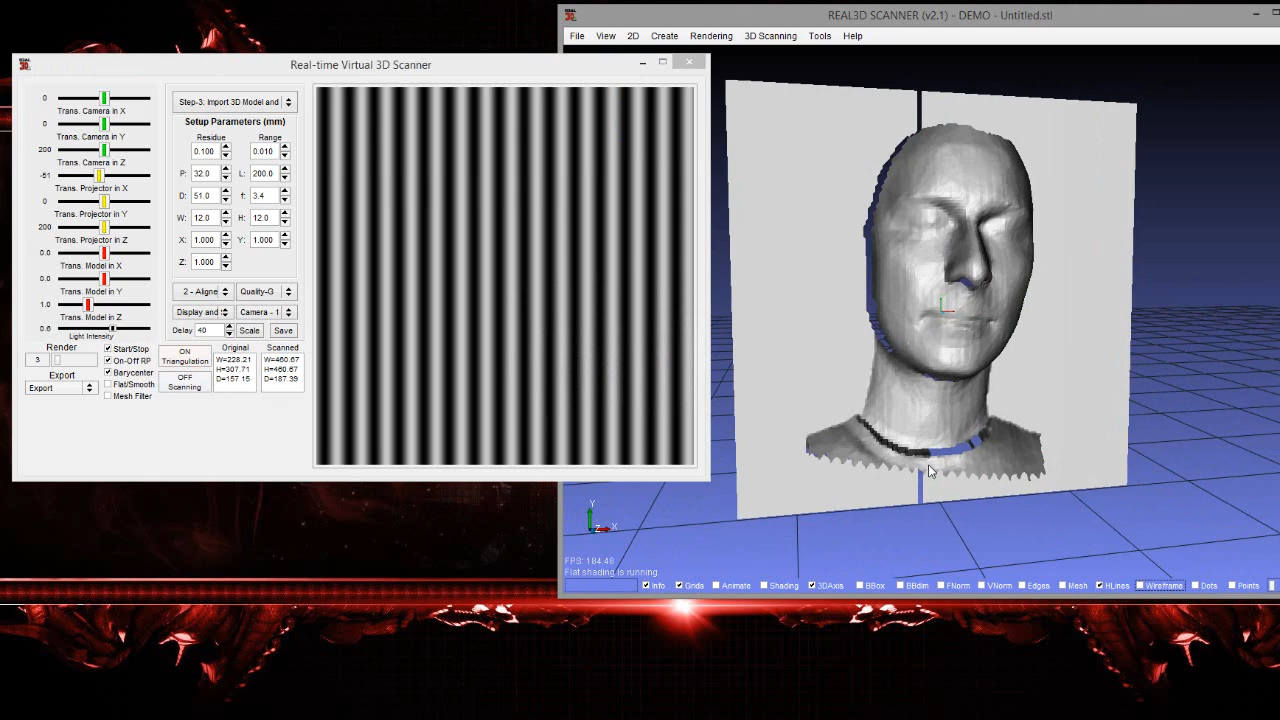 REAL3D SCANNER (v2.1) - DEMO - Untitled.stl
File View 2D Create Rendering 3D Scanning Tools Help
Real-time Virtual 3D Scanner
0
Trans. Camera in X
0
Trans. Camera in Y
200
Trans. Camera in Z
-51
Trans. Projector in X
0
Trans. Projector in Y
200
Trans. Projector in Z
0.0
Trans. Model in X
0.0
Trans. Model in Y
1.0
Trans. Model in Z
0.6
Light Intensity
Render
3
Export
Export
Start/Stop
On-Off RP
Barycenter
Flat/Smooth
Mesh Filter
Step-3: Import 3D Model and
Setup Parameters (mm)
Residue Range
0.100 0.010
P: 32.0 L: 200.0
D: 51.0 f: 3.4
W: 12.0 H: 12.0
X: 1.000 Y: 1.000
Z: 1.000
2 - Aligne Quality-G
Display and Camera - 1
Delay 40 Scale Save
ON Triangulation
OFF Scanning
Original
W=228.21
H=307.71
D=157.15
Scanned
W=460.67
H=460.67
D=187.39
Y
Z X
FPS: 184.48
Flat shading is running.
Info Grids Animate Shading 3DAxis BBox BBdim FNorm VNorm Edges Mesh HLines Wireframe Dots Points